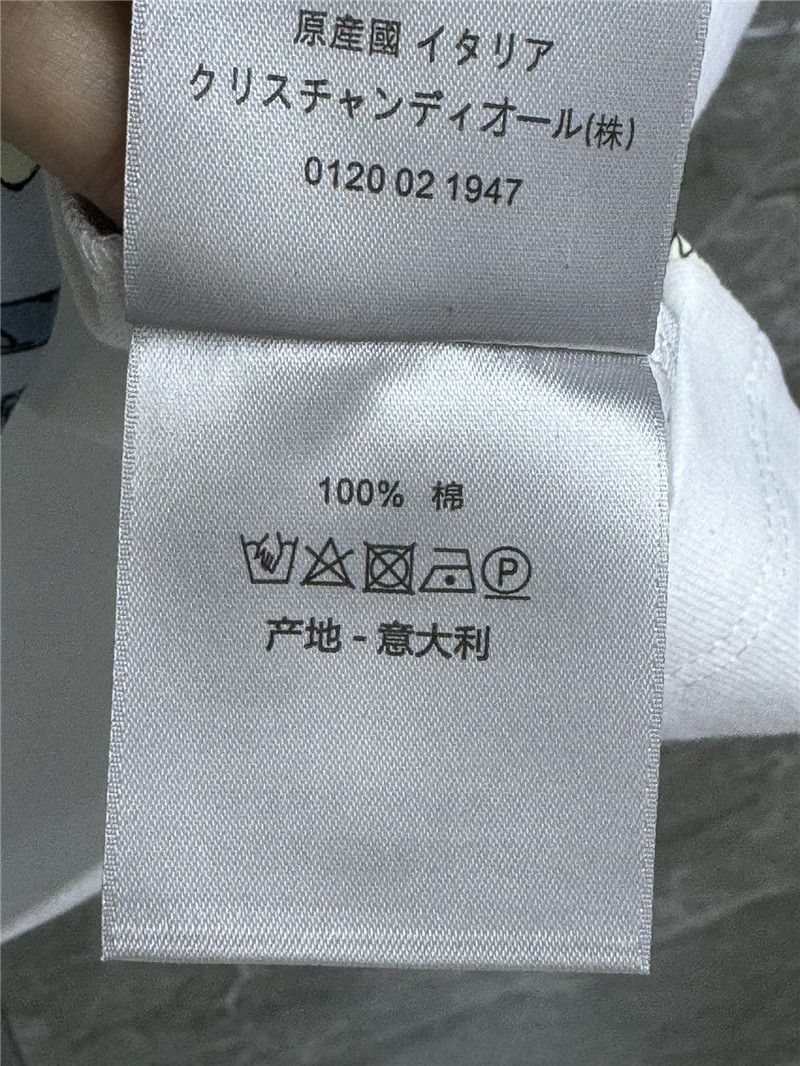 原産國 イタリア
クリスチャンディオール(株)
0120 02 1947
100% 棉
P
产地 - 意大利